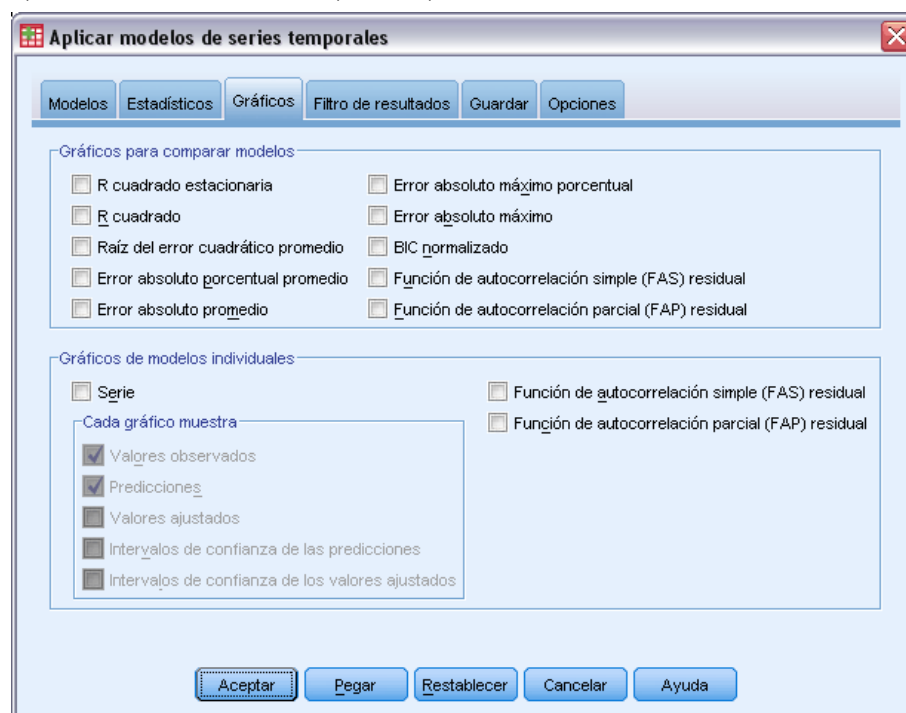 Aplicar modelos de series temporales
Modelos Estadísticos Gráficos Filtro de resultados Guardar Opciones
Gráficos para comparar modelos
R cuadrado estacionaria
R cuadrado
Raíz del error cuadrático promedio
Error absoluto porcentual promedio
Error absoluto promedio
Error absoluto máximo porcentual
Error absoluto máximo
BIC normalizado
Función de autocorrelación simple (FAS) residual
Función de autocorrelación parcial (FAP) residual
Gráficos de modelos individuales
Serie
Cada gráfico muestra
Valores observados
Predicciones
Valores ajustados
Intervalos de confianza de las predicciones
Intervalos de confianza de los valores ajustados
Función de autocorrelación simple (FAS) residual
Función de autocorrelación parcial (FAP) residual
Aceptar Pegar Restablecer Cancelar Ayuda